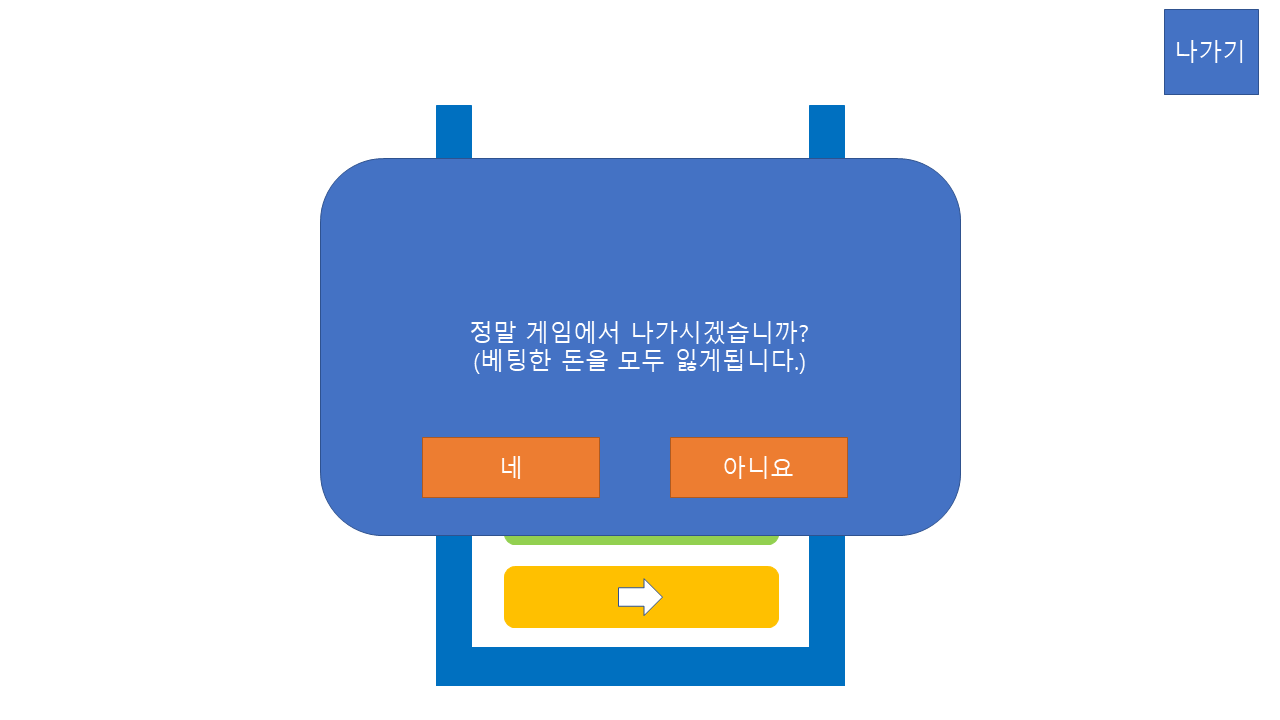 나가기
정말 게임에서 나가시겠습니까?
(베팅한 돈을 모두 잃게됩니다.)
네
아니요